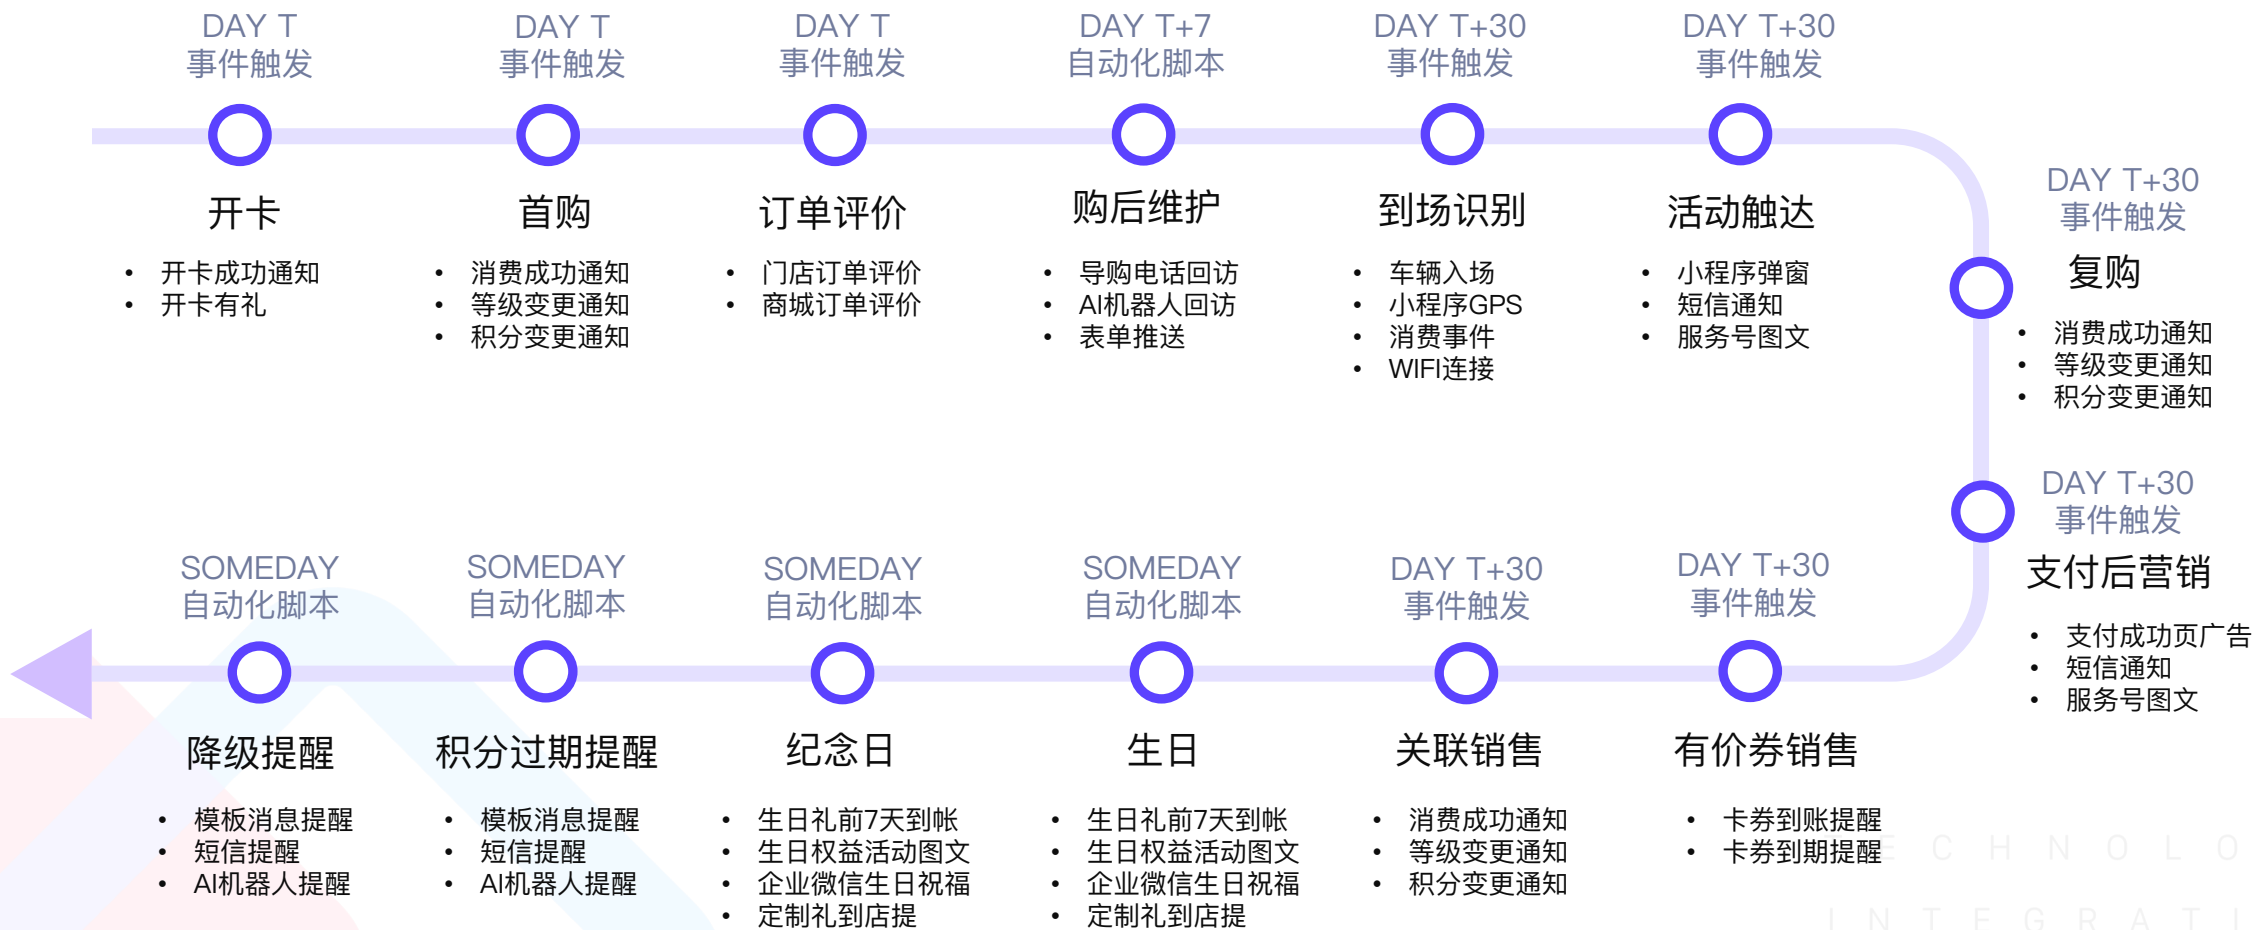 DAY T
事件触发
开卡
• 开卡成功通知
• 开卡有礼
DAY T
事件触发
首购
• 消费成功通知
• 等级变更通知
• 积分变更通知
DAY T
事件触发
订单评价
• 门店订单评价
• 商城订单评价
DAY T+7
自动化脚本
购后维护
• 导购电话回访
• AI机器人回访
• 表单推送
DAY T+30
事件触发
到场识别
• 车辆入场
• 小程序GPS
• 消费事件
• WIFI连接
DAY T+30
事件触发
活动触达
• 小程序弹窗
• 短信通知
• 服务号图文
DAY T+30
事件触发
复购
• 消费成功通知
• 等级变更通知
• 积分变更通知
DAY T+30
事件触发
支付后营销
• 支付成功页广告
• 短信通知
• 服务号图文
DAY T+30
事件触发
有价券销售
• 卡券到账提醒
• 卡券到期提醒
DAY T+30
事件触发
关联销售
• 消费成功通知
• 等级变更通知
• 积分变更通知
SOMEDAY
自动化脚本
生日
• 生日礼前7天到帐
• 生日权益活动图文
• 企业微信生日祝福
• 定制礼到店提
SOMEDAY
自动化脚本
纪念日
• 生日礼前7天到帐
• 生日权益活动图文
• 企业微信生日祝福
• 定制礼到店提
SOMEDAY
自动化脚本
积分过期提醒
• 模板消息提醒
• 短信提醒
• AI机器人提醒
SOMEDAY
自动化脚本
降级提醒
• 模板消息提醒
• 短信提醒
• AI机器人提醒
ECHNOLO
INTEGRATI